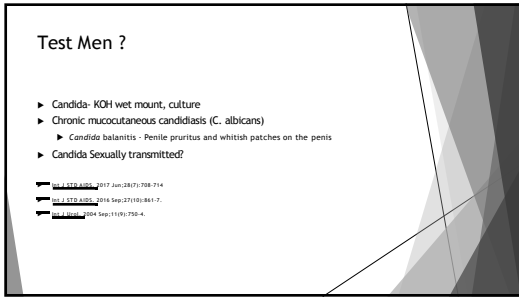 Test Men ?
Candida- KOH wet mount, culture
Chronic mucocutaneous candidiasis (C. albicans)
Candida balanitis - Penile pruritus and whitish patches on the penis
Candida Sexually transmitted?
Int J STD AIDS. 2017 Jun;28(7):708-714
Int J STD AIDS. 2016 Sep;27(10):861-7.
Int J Urol. 2004 Sep;11(9):750-4.